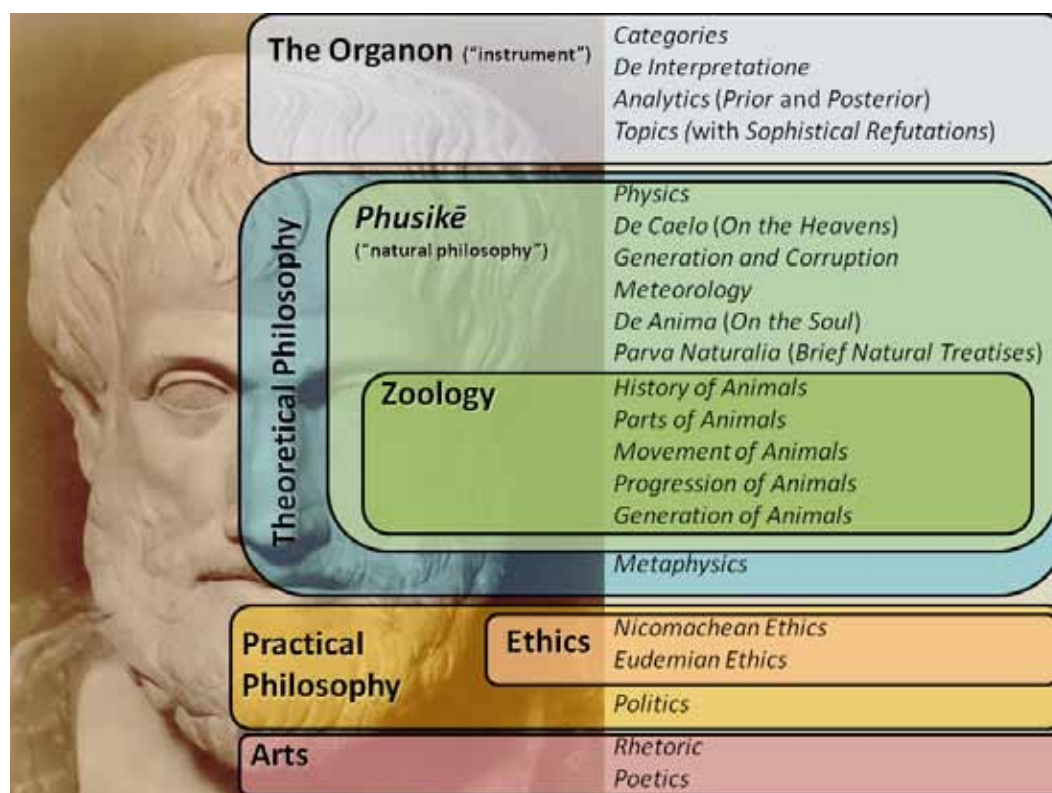 The Organon ("instrument")
Categories
De Interpretatione
Analytics (Prior and Posterior)
Topics (with Sophistical Refutations)
Theoretical Philosophy
Phusikē
("natural philosophy")
Physics
De Caelo (On the Heavens)
Generation and Corruption
Meteorology
De Anima (On the Soul)
Parva Naturalia (Brief Natural Treatises)
Zoology
History of Animals
Parts of Animals
Movement of Animals
Progression of Animals
Generation of Animals
Metaphysics
Practical
Philosophy
Ethics
Nicomachean Ethics
Eudemian Ethics
Politics
Arts
Rhetoric
Poetics